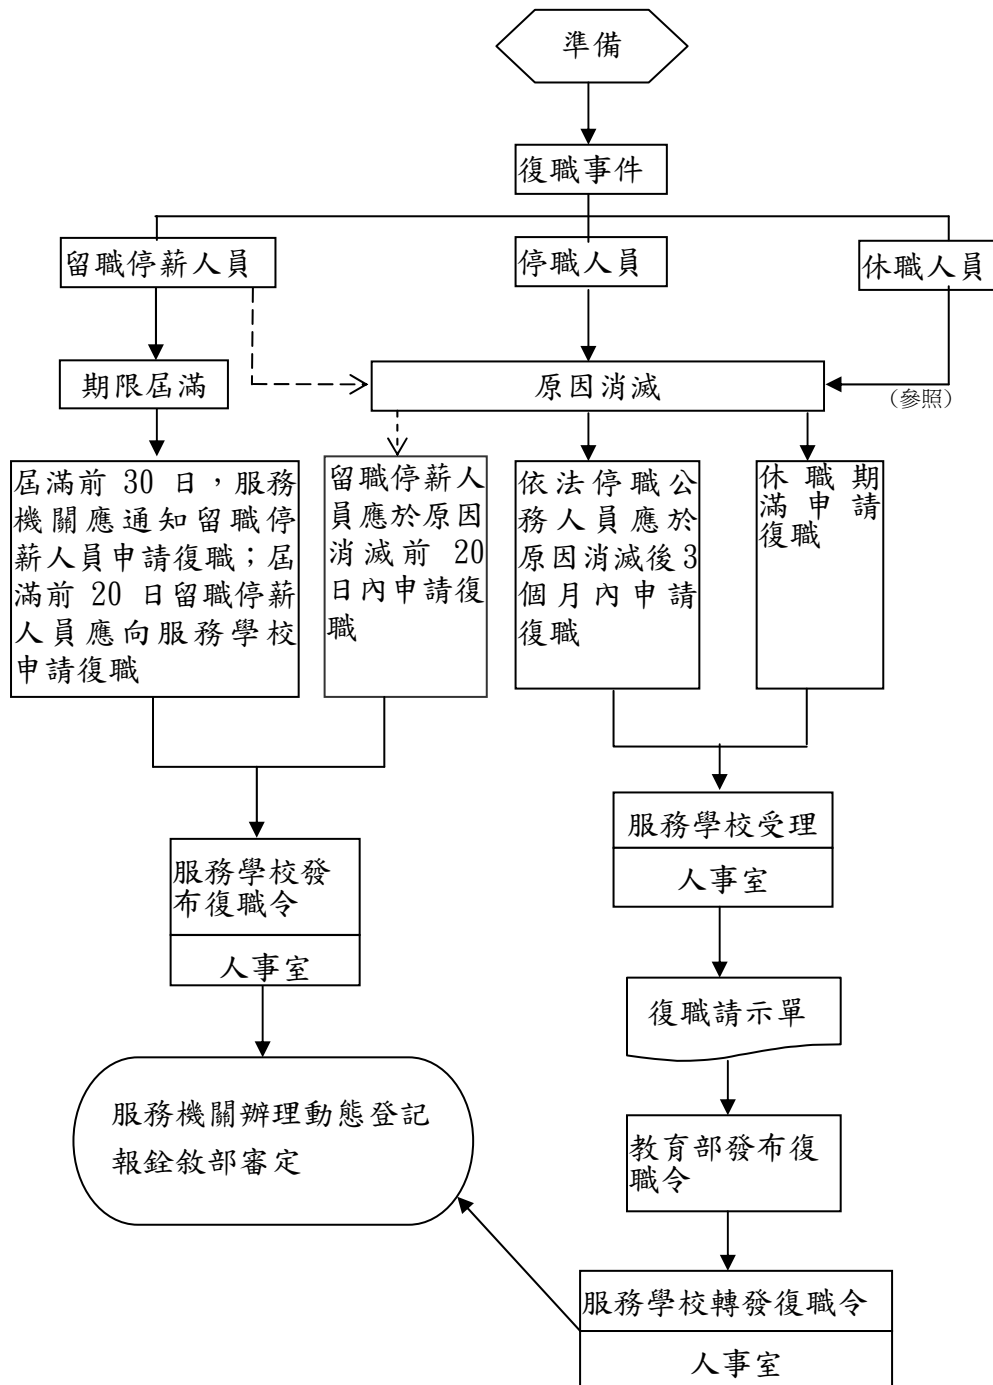 準備
復職事件
留職停薪人員
停職人員
休職人員
期限屆滿
原因消滅
(參照)
屆滿前 30 日，服務
機關應通知留職停
薪人員申請復職；屆
滿前 20 日留職停薪
人員應向服務學校
申請復職
留職停薪人
員應於原因
消滅前 20
日內申請復
職
依法停職公
務人員應於
原因消滅後3
個月內申請
復職
休職期
滿申請
復職
服務學校受理
人事室
服務學校發
布復職令
人事室
復職請示單
服務機關辦理動態登記
報銓敘部審定
教育部發布復
職令
服務學校轉發復職令
人事室